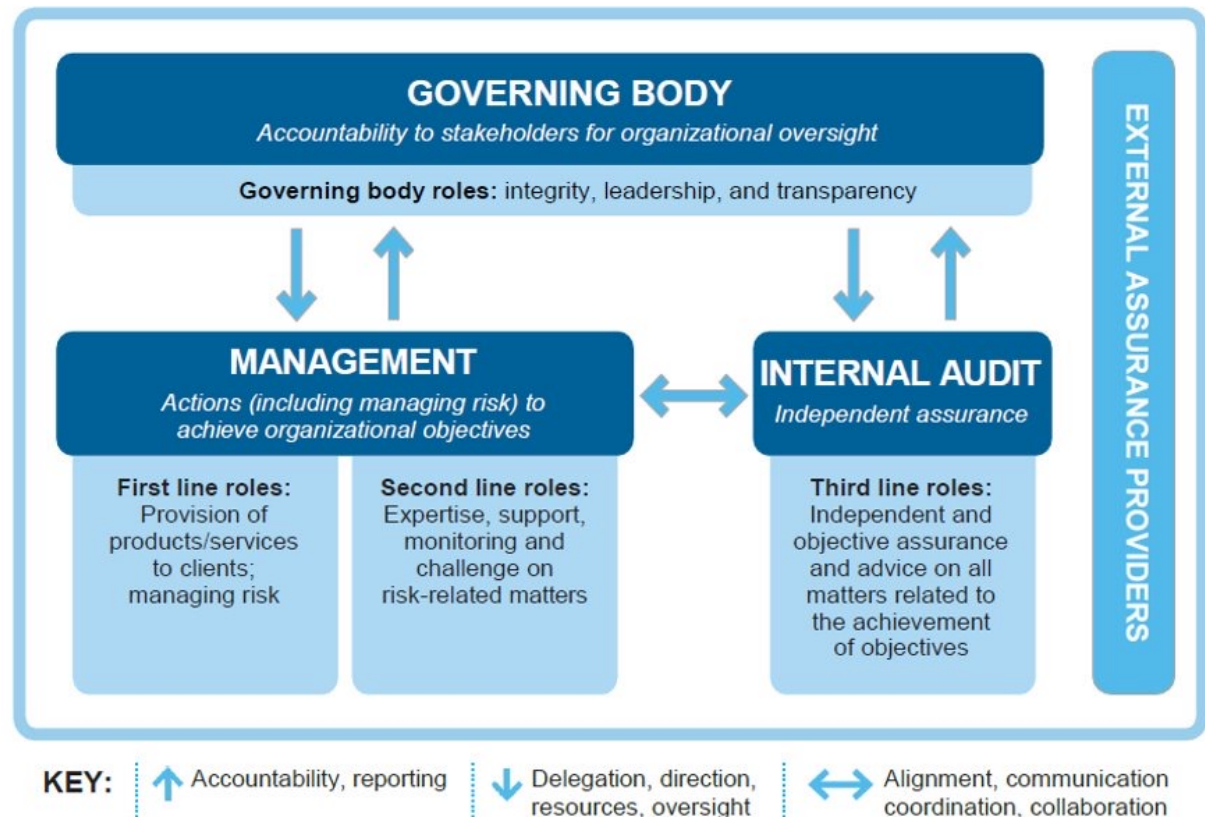 GOVERNING BODY
Accountability to stakeholders for organizational oversight
Governing body roles: integrity, leadership, and transparency
MANAGEMENT
Actions (including managing risk) to
achieve organizational objectives
First line roles:
Provision of
products/services
to clients;
managing risk
Second line roles:
Expertise, support,
monitoring and
challenge on
risk-related matters
INTERNAL AUDIT
Independent assurance
Third line roles:
Independent and
objective assurance
and advice on all
matters related to
the achievement
of objectives
EXTERNAL ASSURANCE PROVIDERS
KEY:
Accountability, reporting
Delegation, direction,
resources, oversight
Alignment, communication
coordination, collaboration